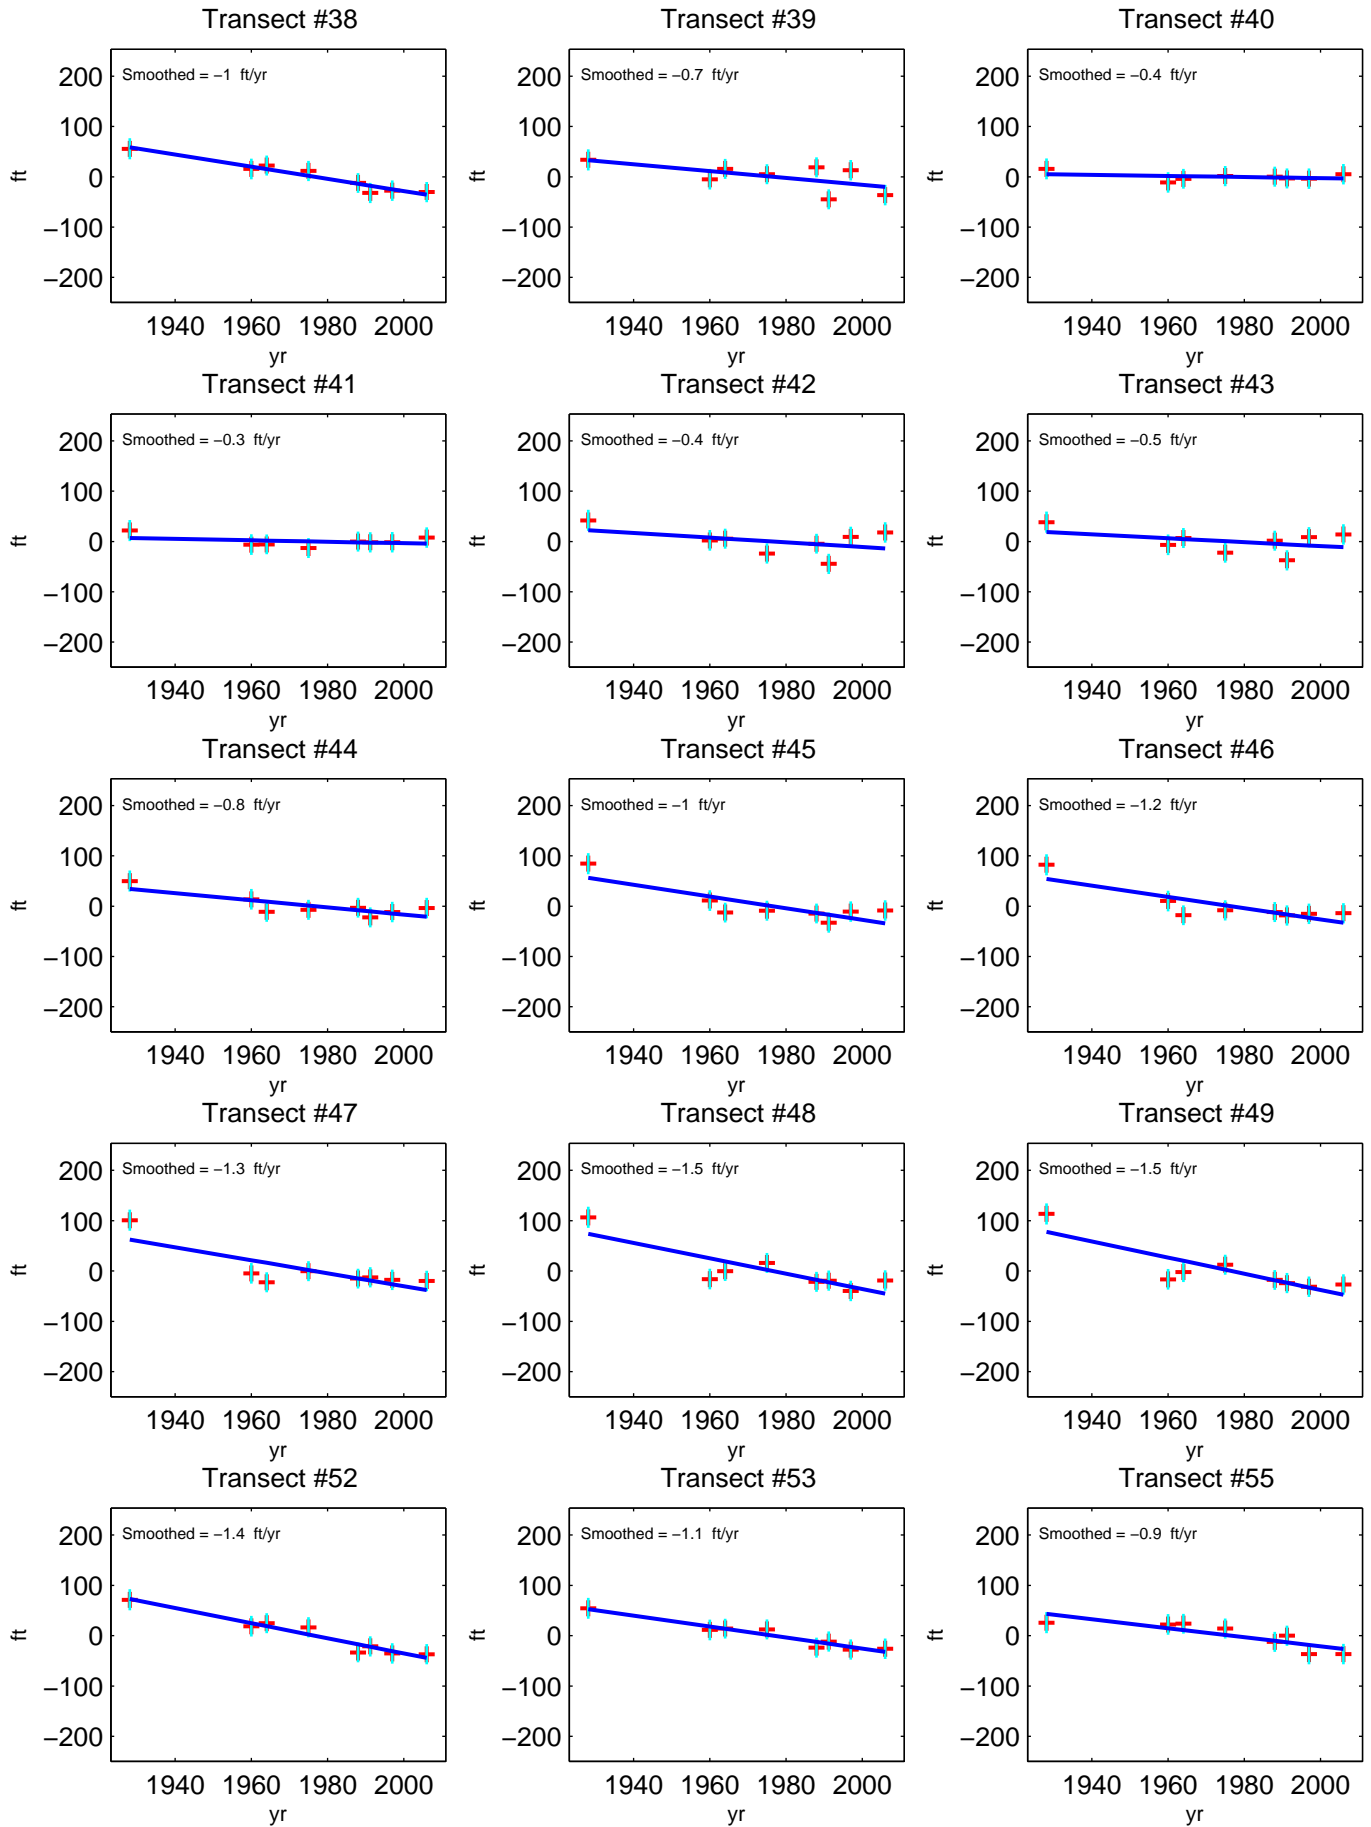 Transect #38
Transect #39
Transect #40
Smoothed = −1 ft/yr
Smoothed = −0.7 ft/yr
Smoothed = −0.4 ft/yr
200 200 200
100 100 100
0 0 0
−100 −100 −100
−200 −200 −200
ft ft ft
1940 1960 1980 2000 1940 1960 1980 2000 1940 1960 1980 2000
yr yr yr
Transect #41
Transect #42
Transect #43
Smoothed = −0.3 ft/yr
Smoothed = −0.4 ft/yr
Smoothed = −0.5 ft/yr
200 200 200
100 100 100
0 0 0
−100 −100 −100
−200 −200 −200
ft ft ft
1940 1960 1980 2000 1940 1960 1980 2000 1940 1960 1980 2000
yr yr yr
Transect #44
Transect #45
Transect #46
Smoothed = −0.8 ft/yr
Smoothed = −1 ft/yr
Smoothed = −1.2 ft/yr
200 200 200
100 100 100
0 0 0
−100 −100 −100
−200 −200 −200
ft ft ft
1940 1960 1980 2000 1940 1960 1980 2000 1940 1960 1980 2000
yr yr yr
Transect #47
Transect #48
Transect #49
Smoothed = −1.3 ft/yr
Smoothed = −1.5 ft/yr
Smoothed = −1.5 ft/yr
200 200 200
100 100 100
0 0 0
−100 −100 −100
−200 −200 −200
ft ft ft
1940 1960 1980 2000 1940 1960 1980 2000 1940 1960 1980 2000
yr yr yr
Transect #52
Transect #53
Transect #55
Smoothed = −1.4 ft/yr
Smoothed = −1.1 ft/yr
Smoothed = −0.9 ft/yr
200 200 200
100 100 100
0 0 0
−100 −100 −100
−200 −200 −200
ft ft ft
1940 1960 1980 2000 1940 1960 1980 2000 1940 1960 1980 2000
yr yr yr